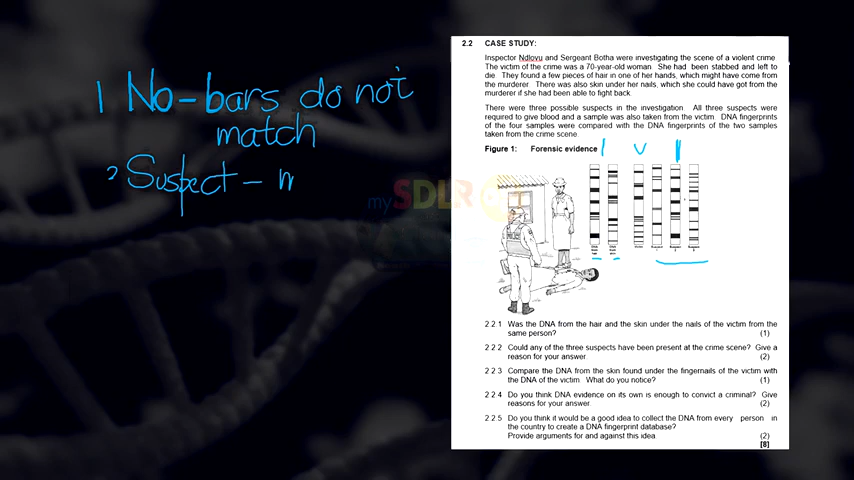 1 No – bars do not
match
2 Suspect –
mySDLR
2.2 CASE STUDY:
Inspector Ndlovu and Sergeant Botha were investigating the scene of a violent crime
The victim of the crime was a 70-year-old woman She had been stabbed and left to
die They found a few pieces of hair in one of her hands, which might have come from
the murderer There was also skin under her nails, which she could have got from the
murderer if she had been able to fight back
There were three possible suspects in the investigation All three suspects were
required to give blood and a sample was also taken from the victim. DNA fingerprints
of the four samples were compared with the DNA fingerprints of the two samples
taken from the crime scene.
Figure 1: Forensic evidence
V
2.2.1 Was the DNA from the hair and the skin under the nails of the victim from the
same person? (1)
2.2.2 Could any of the three suspects have been present at the crime scene? Give a
reason for your answer (2)
2.2.3 Compare the DNA from the skin found under the fingernails of the victim with
the DNA of the victim What do you notice? (1)
2.2.4 Do you think DNA evidence on its own is enough to convict a criminal? Give
reasons for your answer. (2)
2.2.5 Do you think it would be a good idea to collect the DNA from every person in
the country to create a DNA fingerprint database?
Provide arguments for and against this idea (2)
[8]